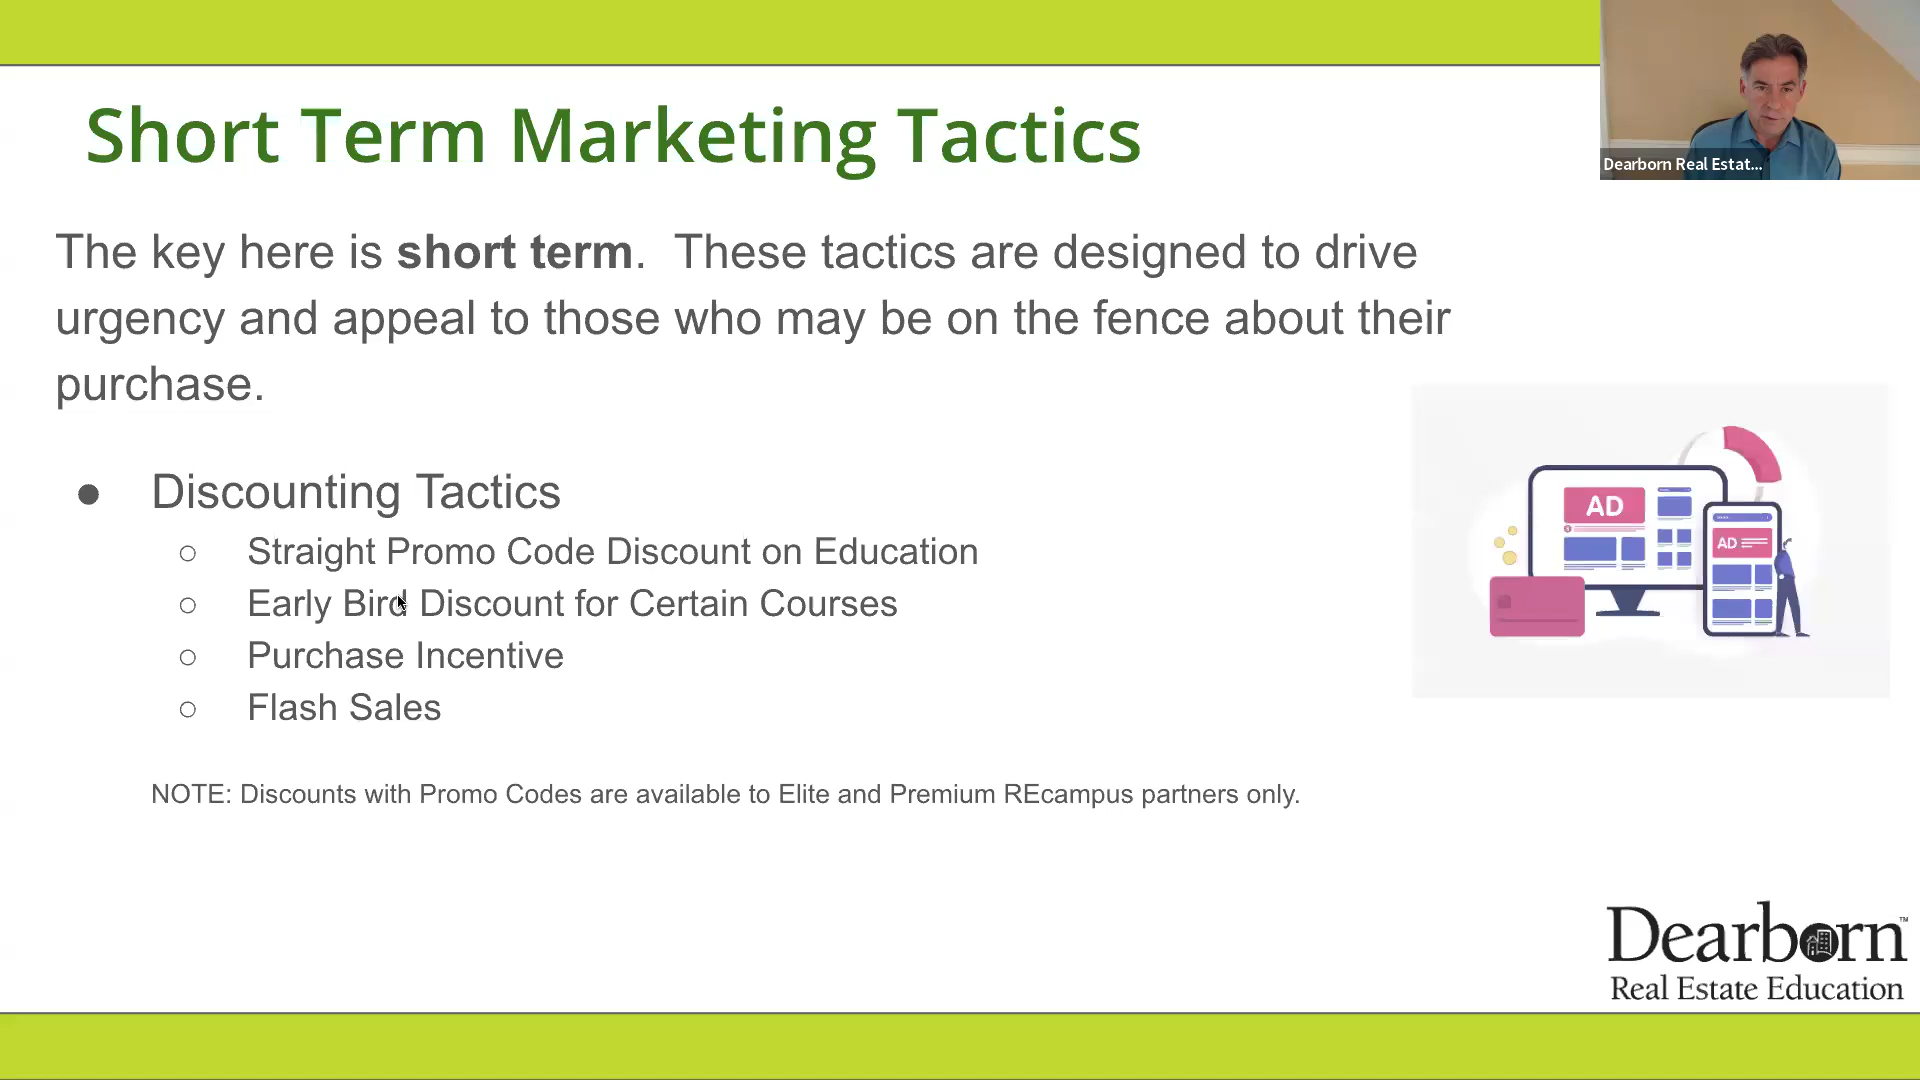 Short Term Marketing Tactics
Dearborn Real Estat...
The key here is short term. These tactics are designed to drive
urgency and appeal to those who may be on the fence about their
purchase.
● Discounting Tactics
○ Straight Promo Code Discount on Education
○ Early Bird Discount for Certain Courses
○ Purchase Incentive
○ Flash Sales
AD
AD
NOTE: Discounts with Promo Codes are available to Elite and Premium REcampus partners only.
Dearborn™
Real Estate Education